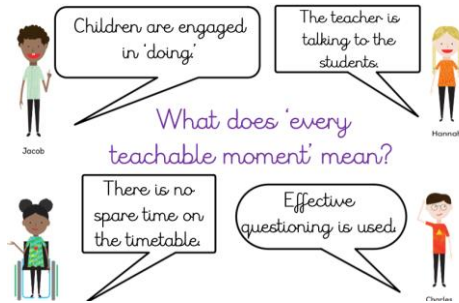 Children are engaged
in 'doing.'
The teacher is
talking to the
students.
Jacob
Hannah
What does 'every
teachable moment' mean?
There is no
spare time on
the timetable.
Effective
questioning is used.
Charles